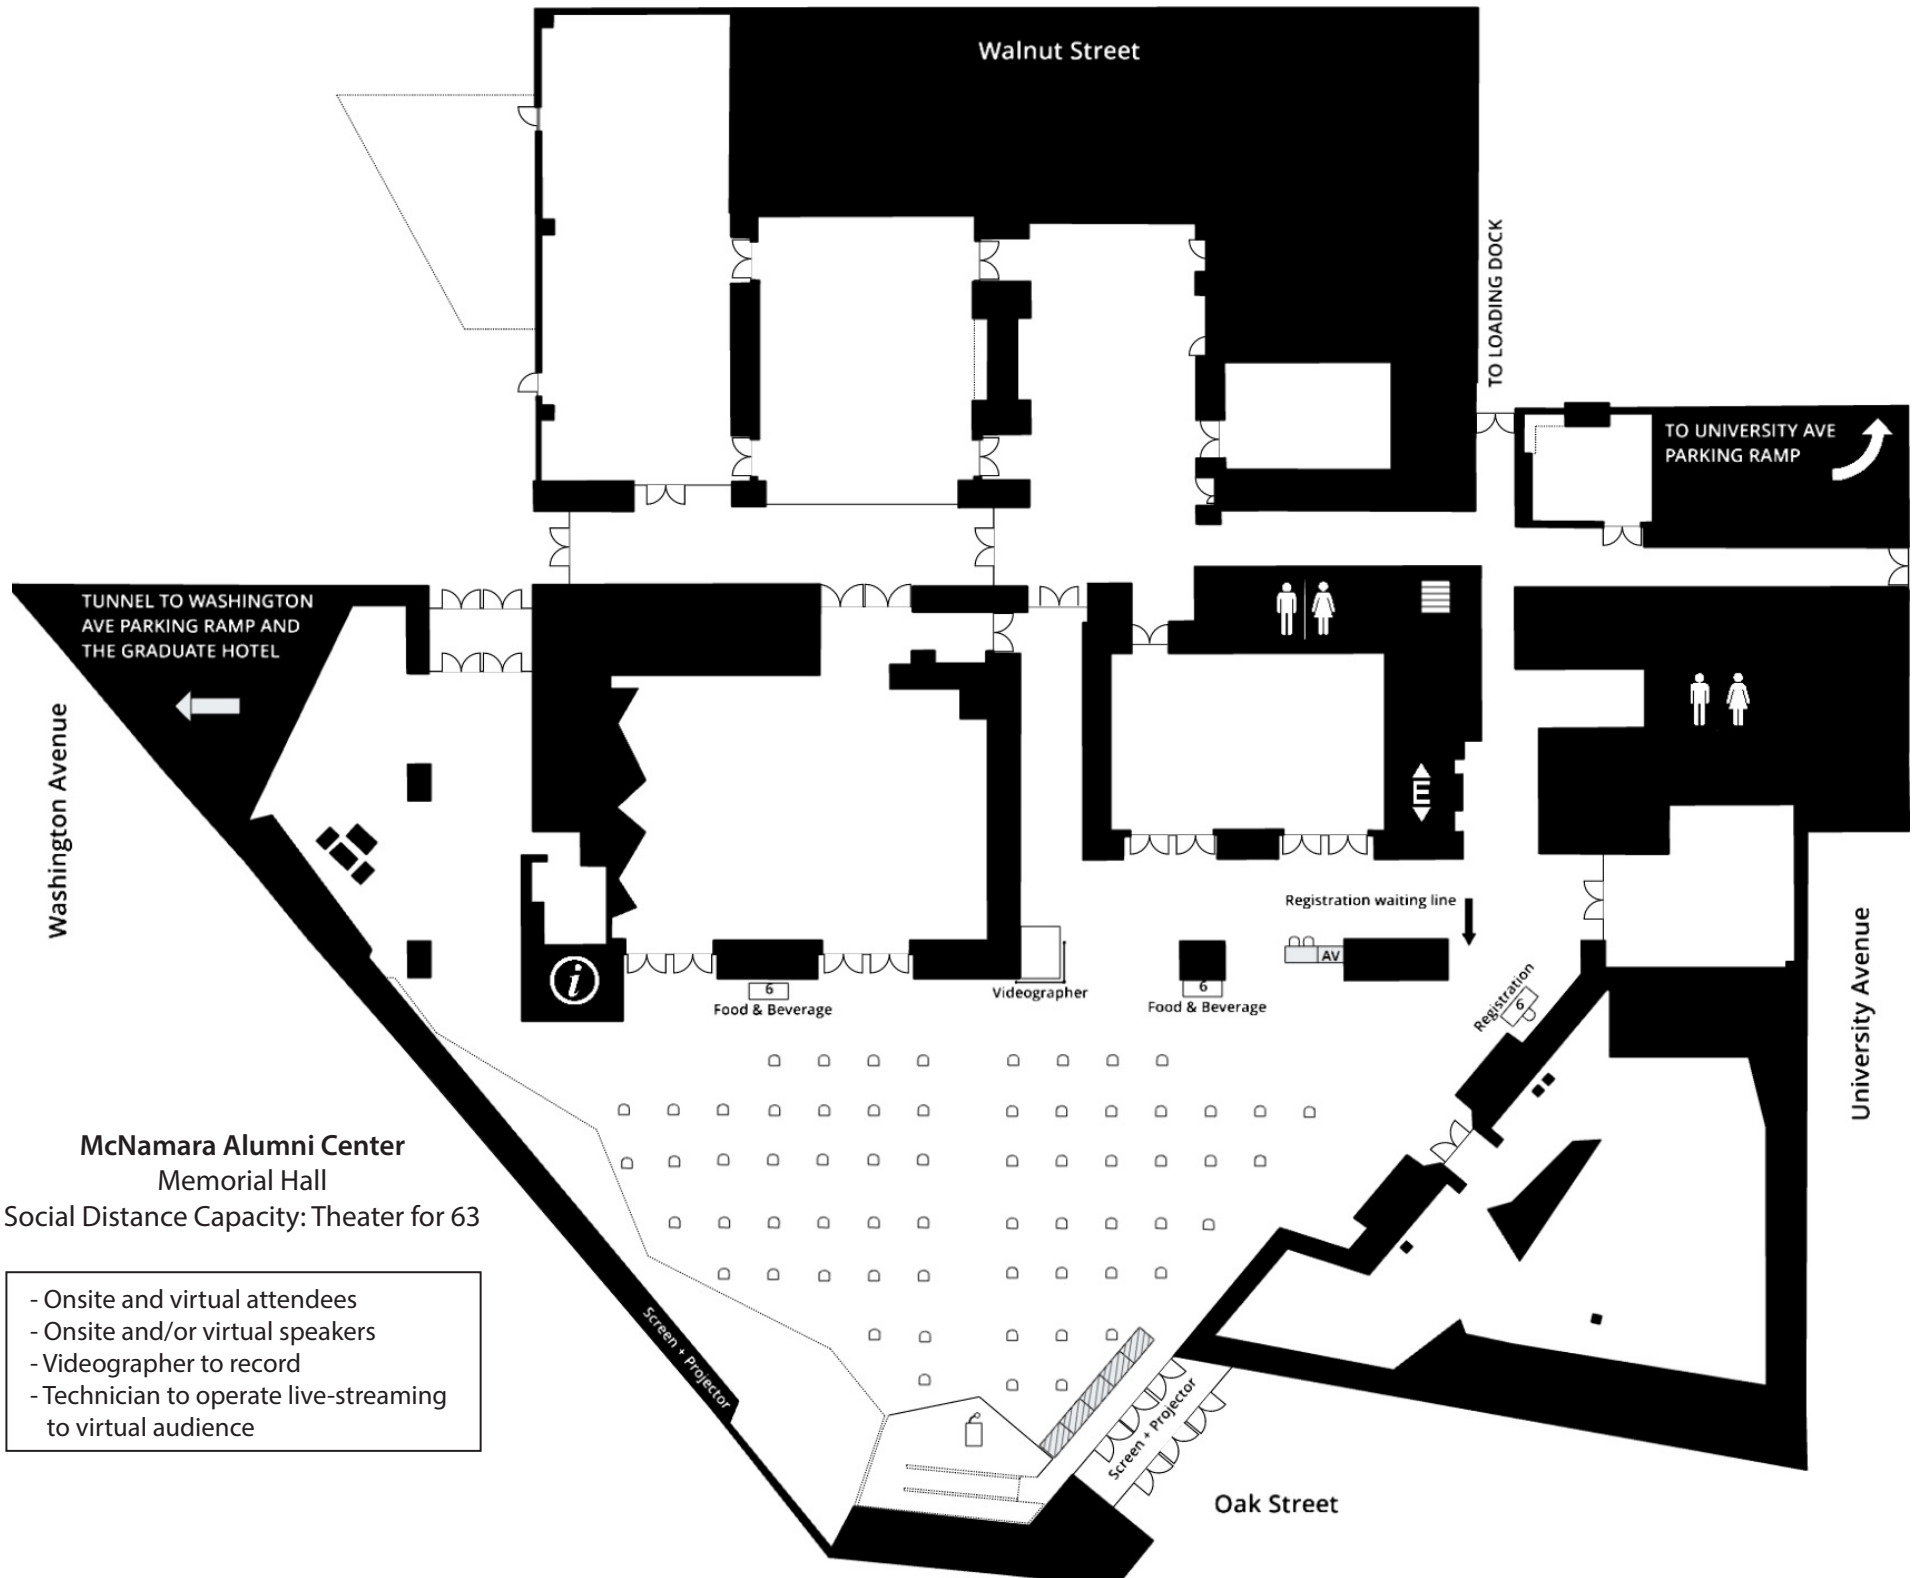 Walnut Street
TO LOADING DOCK
TO UNIVERSITY AVE
PARKING RAMP
TUNNEL TO WASHINGTON
AVE PARKING RAMP AND
THE GRADUATE HOTEL
Washington Avenue
E
Registration waiting line
AV
i
6
Food & Beverage
Videographer
6
Food & Beverage
Registration
6
University Avenue
McNamara Alumni Center
Memorial Hall
Social Distance Capacity: Theater for 63
- Onsite and virtual attendees
- Onsite and/or virtual speakers
- Videographer to record
- Technician to operate live-streaming
to virtual audience
Screen + Projector
Screen + Projector
Oak Street